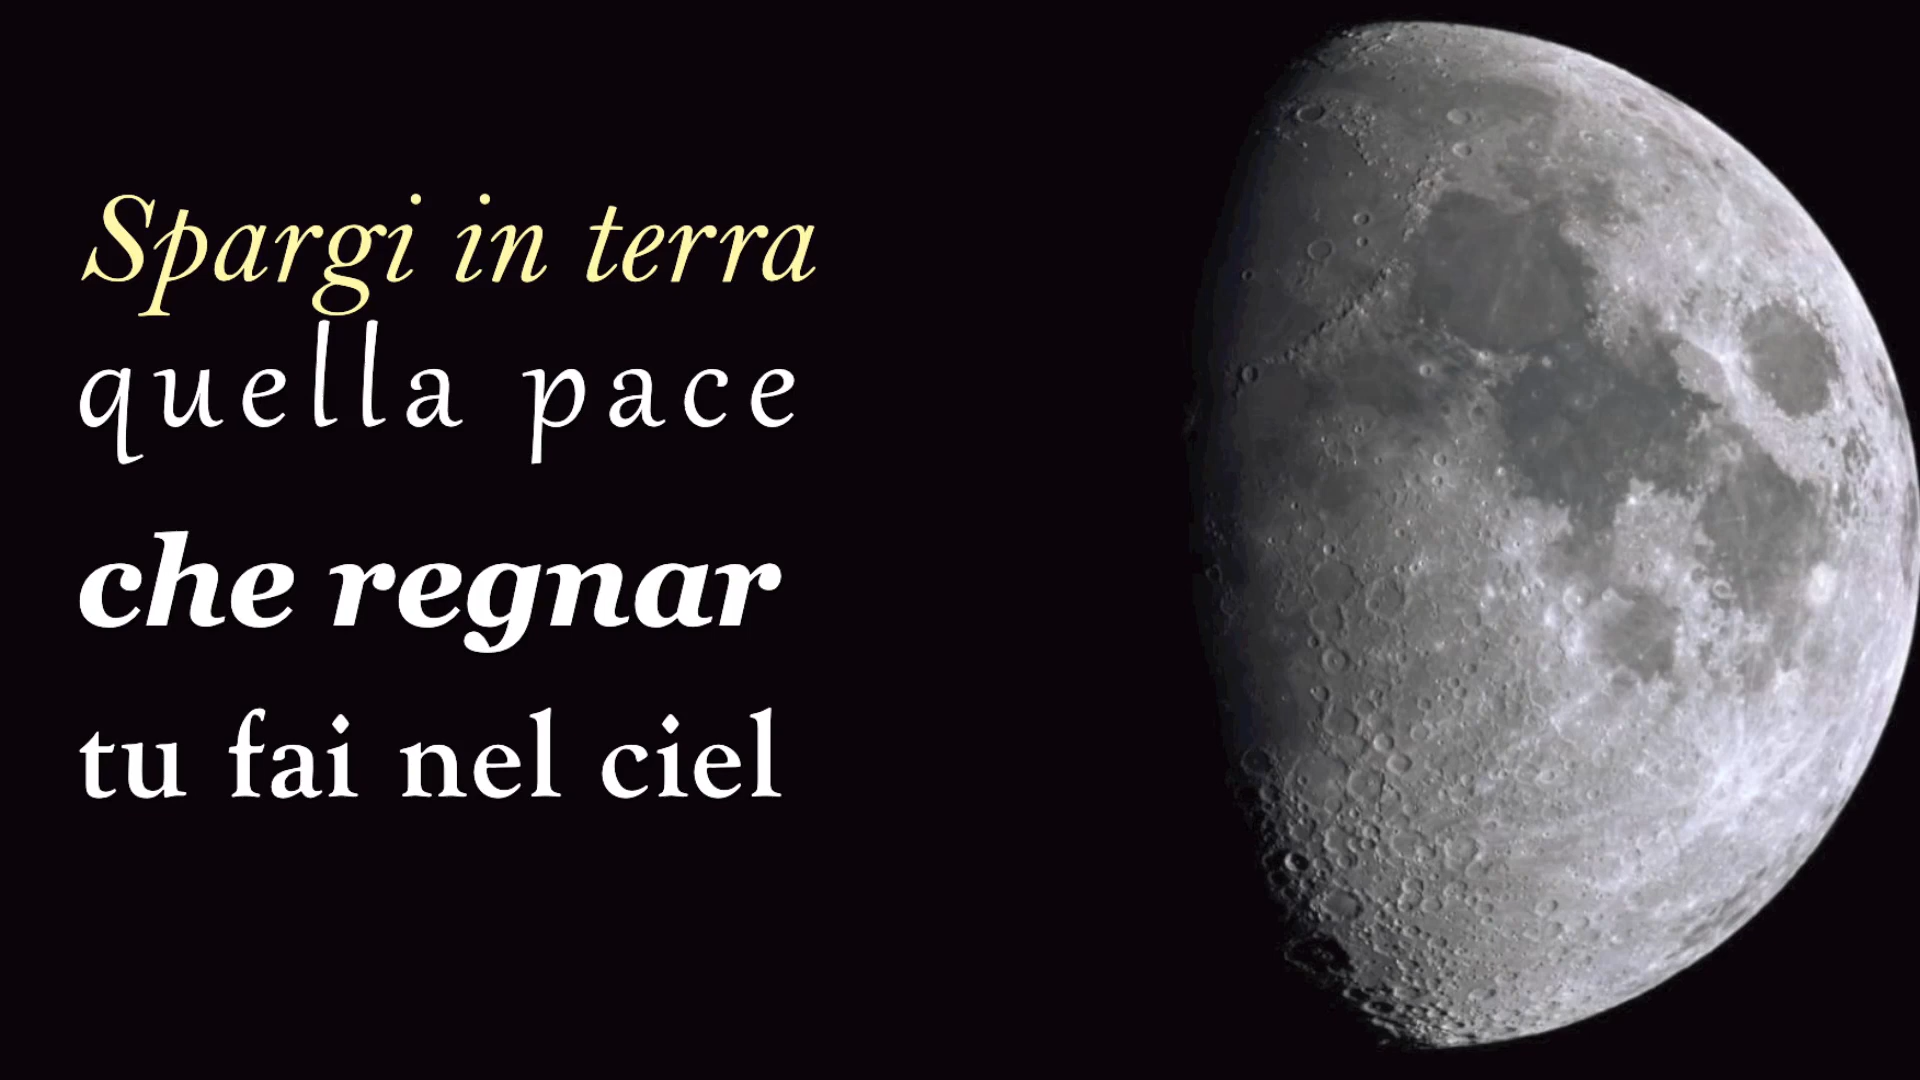 Spargi in terra
quella pace
che regnar
tu fai nel ciel